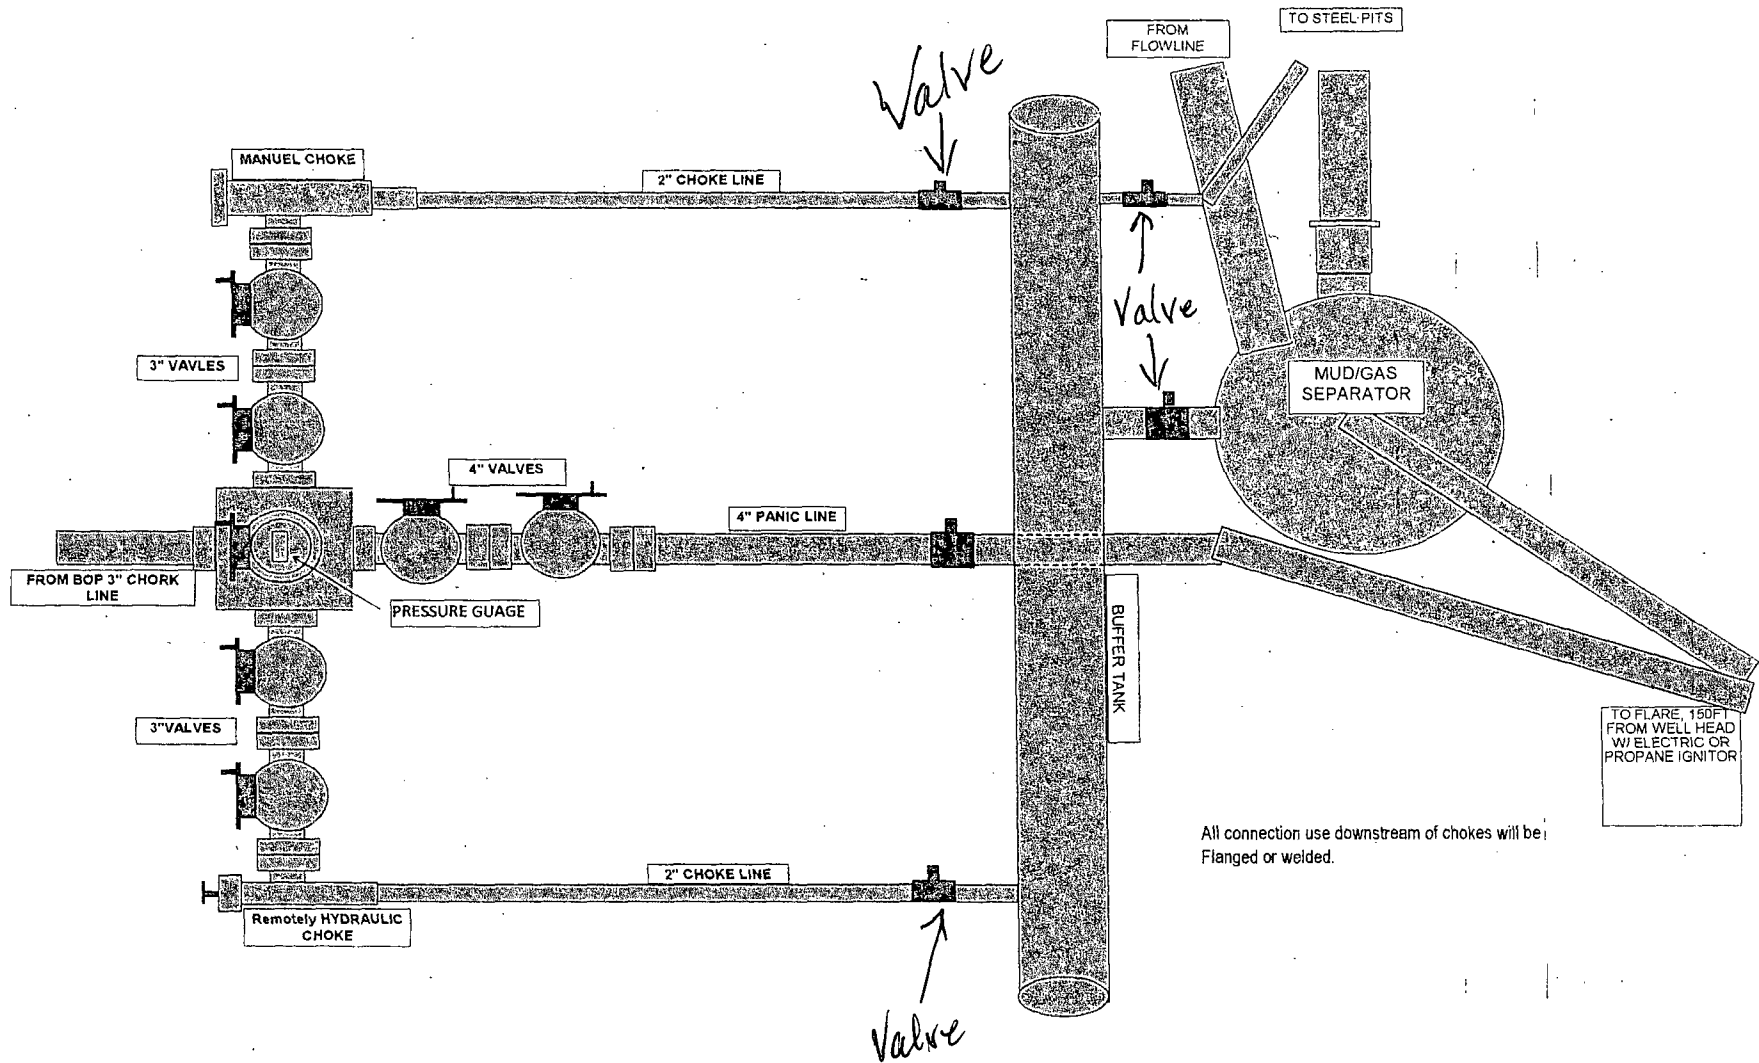 TO STEEL PITS
FROM
FLOWLINE
Valve
MANUEL CHOKE
2" CHOKE LINE
Valve
3" VAVLES
MUD/GAS
SEPARATOR
4" VALVES
4" PANIC LINE
FROM BOP 3" CHORK
LINE
PRESSURE GUAGE
BUFFER TANK
3"VALVES
TO FLARE, 150FT
FROM WELL HEAD
W/ ELECTRIC OR
PROPANE IGNITOR
All connection use downstream of chokes will be
Flanged or welded.
2" CHOKE LINE
Remotely HYDRAULIC
CHOKE
Valve